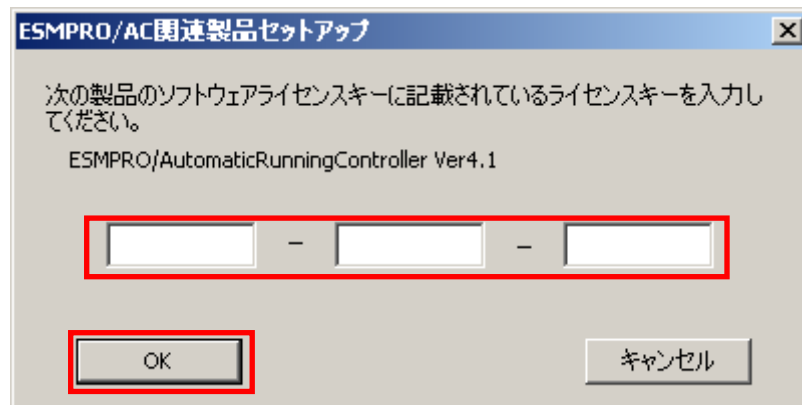 ESMPRO/AC関連製品セットアップ
次の製品のソフトウェアライセンスキーに記載されているライセンスキーを入力し
てください。
ESMPRO/AutomaticRunningController Ver4.1
- -
OK キャンセル